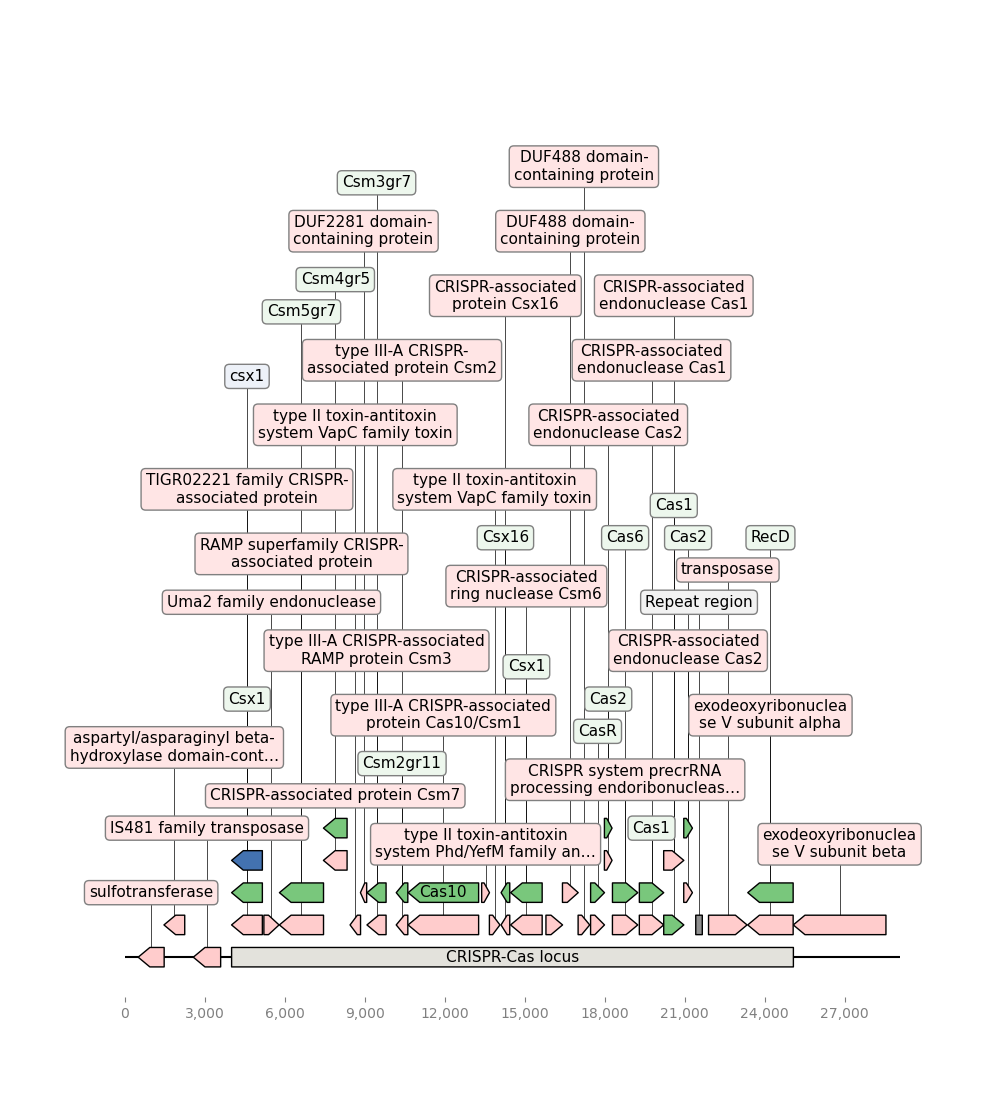 DUF488 domain-
containing protein
Csm3gr7
DUF2281 domain-
containing protein
DUF488 domain-
containing protein
Csm4gr5
CRISPR-associated
protein Csx16
CRISPR-associated
endonuclease Cas1
Csm5gr7
type III-A CRISPR-
associated protein Csm2
CRISPR-associated
endonuclease Cas1
csx1
type II toxin-antitoxin
system VapC family toxin
CRISPR-associated
endonuclease Cas2
TIGR02221 family CRISPR-
associated protein
type II toxin-antitoxin
system VapC family toxin
Cas1
Csx16
Cas6
Cas2
RecD
RAMP superfamily CRISPR-
associated protein
transposase
CRISPR-associated
ring nuclease Csm6
Uma2 family endonuclease
Repeat region
type III-A CRISPR-associated
RAMP protein Csm3
CRISPR-associated
endonuclease Cas2
Csx1
Csx1
Cas2
type III-A CRISPR-associated
protein Cas10/Csm1
exodeoxyribonuclea
se V subunit alpha
CasR
aspartyl/asparaginyl beta-
hydroxylase domain-cont...
Csm2gr11
CRISPR system precrRNA
processing endoribonucleas...
CRISPR-associated protein Csm7
IS481 family transposase
Cas1
type II toxin-antitoxin
system Phd/YefM family an...
exodeoxyribonuclea
se V subunit beta
sulfotransferase
Cas10
CRISPR-Cas locus
0
3,000
6,000
9,000
12,000
15,000
18,000
21,000
24,000
27,000